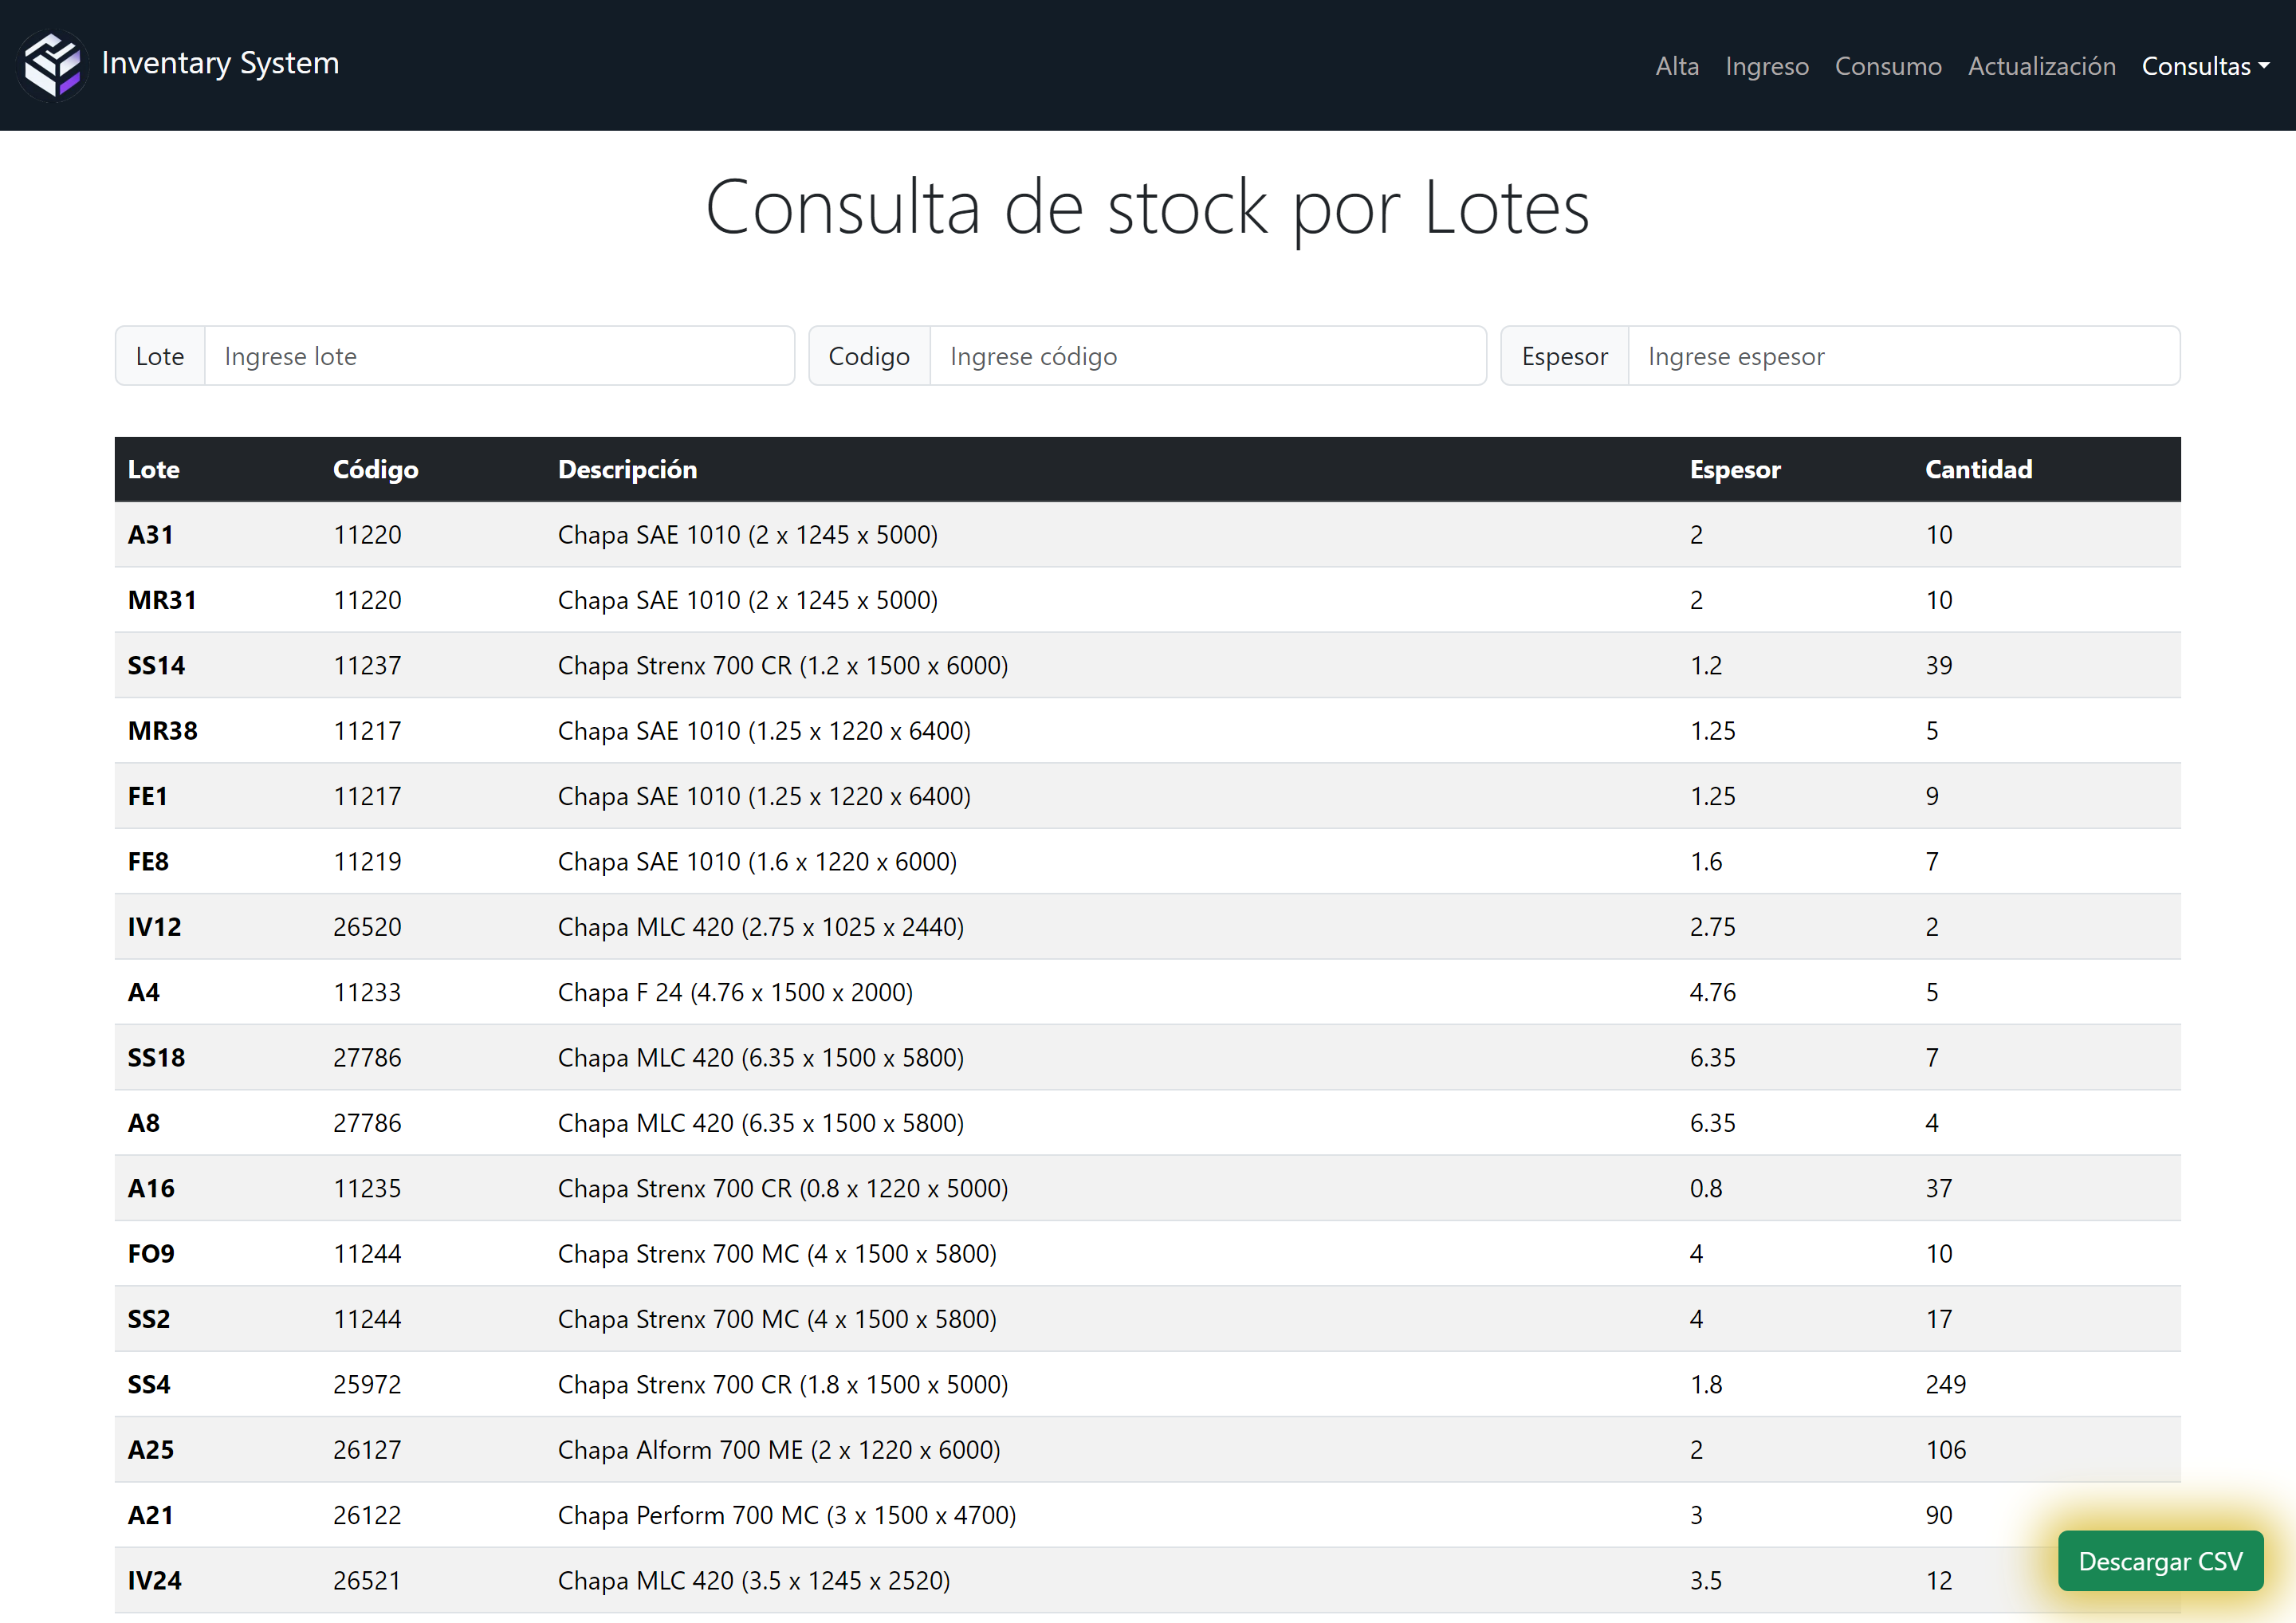 Inventary System
Alta Ingreso Consumo Actualización Consultas
Consulta de stock por Lotes
Lote Ingrese lote Codigo Ingrese código Espesor Ingrese espesor
Lote Código Descripción Espesor Cantidad
A31 11220 Chapa SAE 1010 (2 x 1245 x 5000) 2 10
MR31 11220 Chapa SAE 1010 (2 x 1245 x 5000) 2 10
SS14 11237 Chapa Strenx 700 CR (1.2 x 1500 x 6000) 1.2 39
MR38 11217 Chapa SAE 1010 (1.25 x 1220 x 6400) 1.25 5
FE1 11217 Chapa SAE 1010 (1.25 x 1220 x 6400) 1.25 9
FE8 11219 Chapa SAE 1010 (1.6 x 1220 x 6000) 1.6 7
IV12 26520 Chapa MLC 420 (2.75 x 1025 x 2440) 2.75 2
A4 11233 Chapa F 24 (4.76 x 1500 x 2000) 4.76 5
SS18 27786 Chapa MLC 420 (6.35 x 1500 x 5800) 6.35 7
A8 27786 Chapa MLC 420 (6.35 x 1500 x 5800) 6.35 4
A16 11235 Chapa Strenx 700 CR (0.8 x 1220 x 5000) 0.8 37
FO9 11244 Chapa Strenx 700 MC (4 x 1500 x 5800) 4 10
SS2 11244 Chapa Strenx 700 MC (4 x 1500 x 5800) 4 17
SS4 25972 Chapa Strenx 700 CR (1.8 x 1500 x 5000) 1.8 249
A25 26127 Chapa Alform 700 ME (2 x 1220 x 6000) 2 106
A21 26122 Chapa Perform 700 MC (3 x 1500 x 4700) 3 90
IV24 26521 Chapa MLC 420 (3.5 x 1245 x 2520) 3.5 12
Descargar CSV